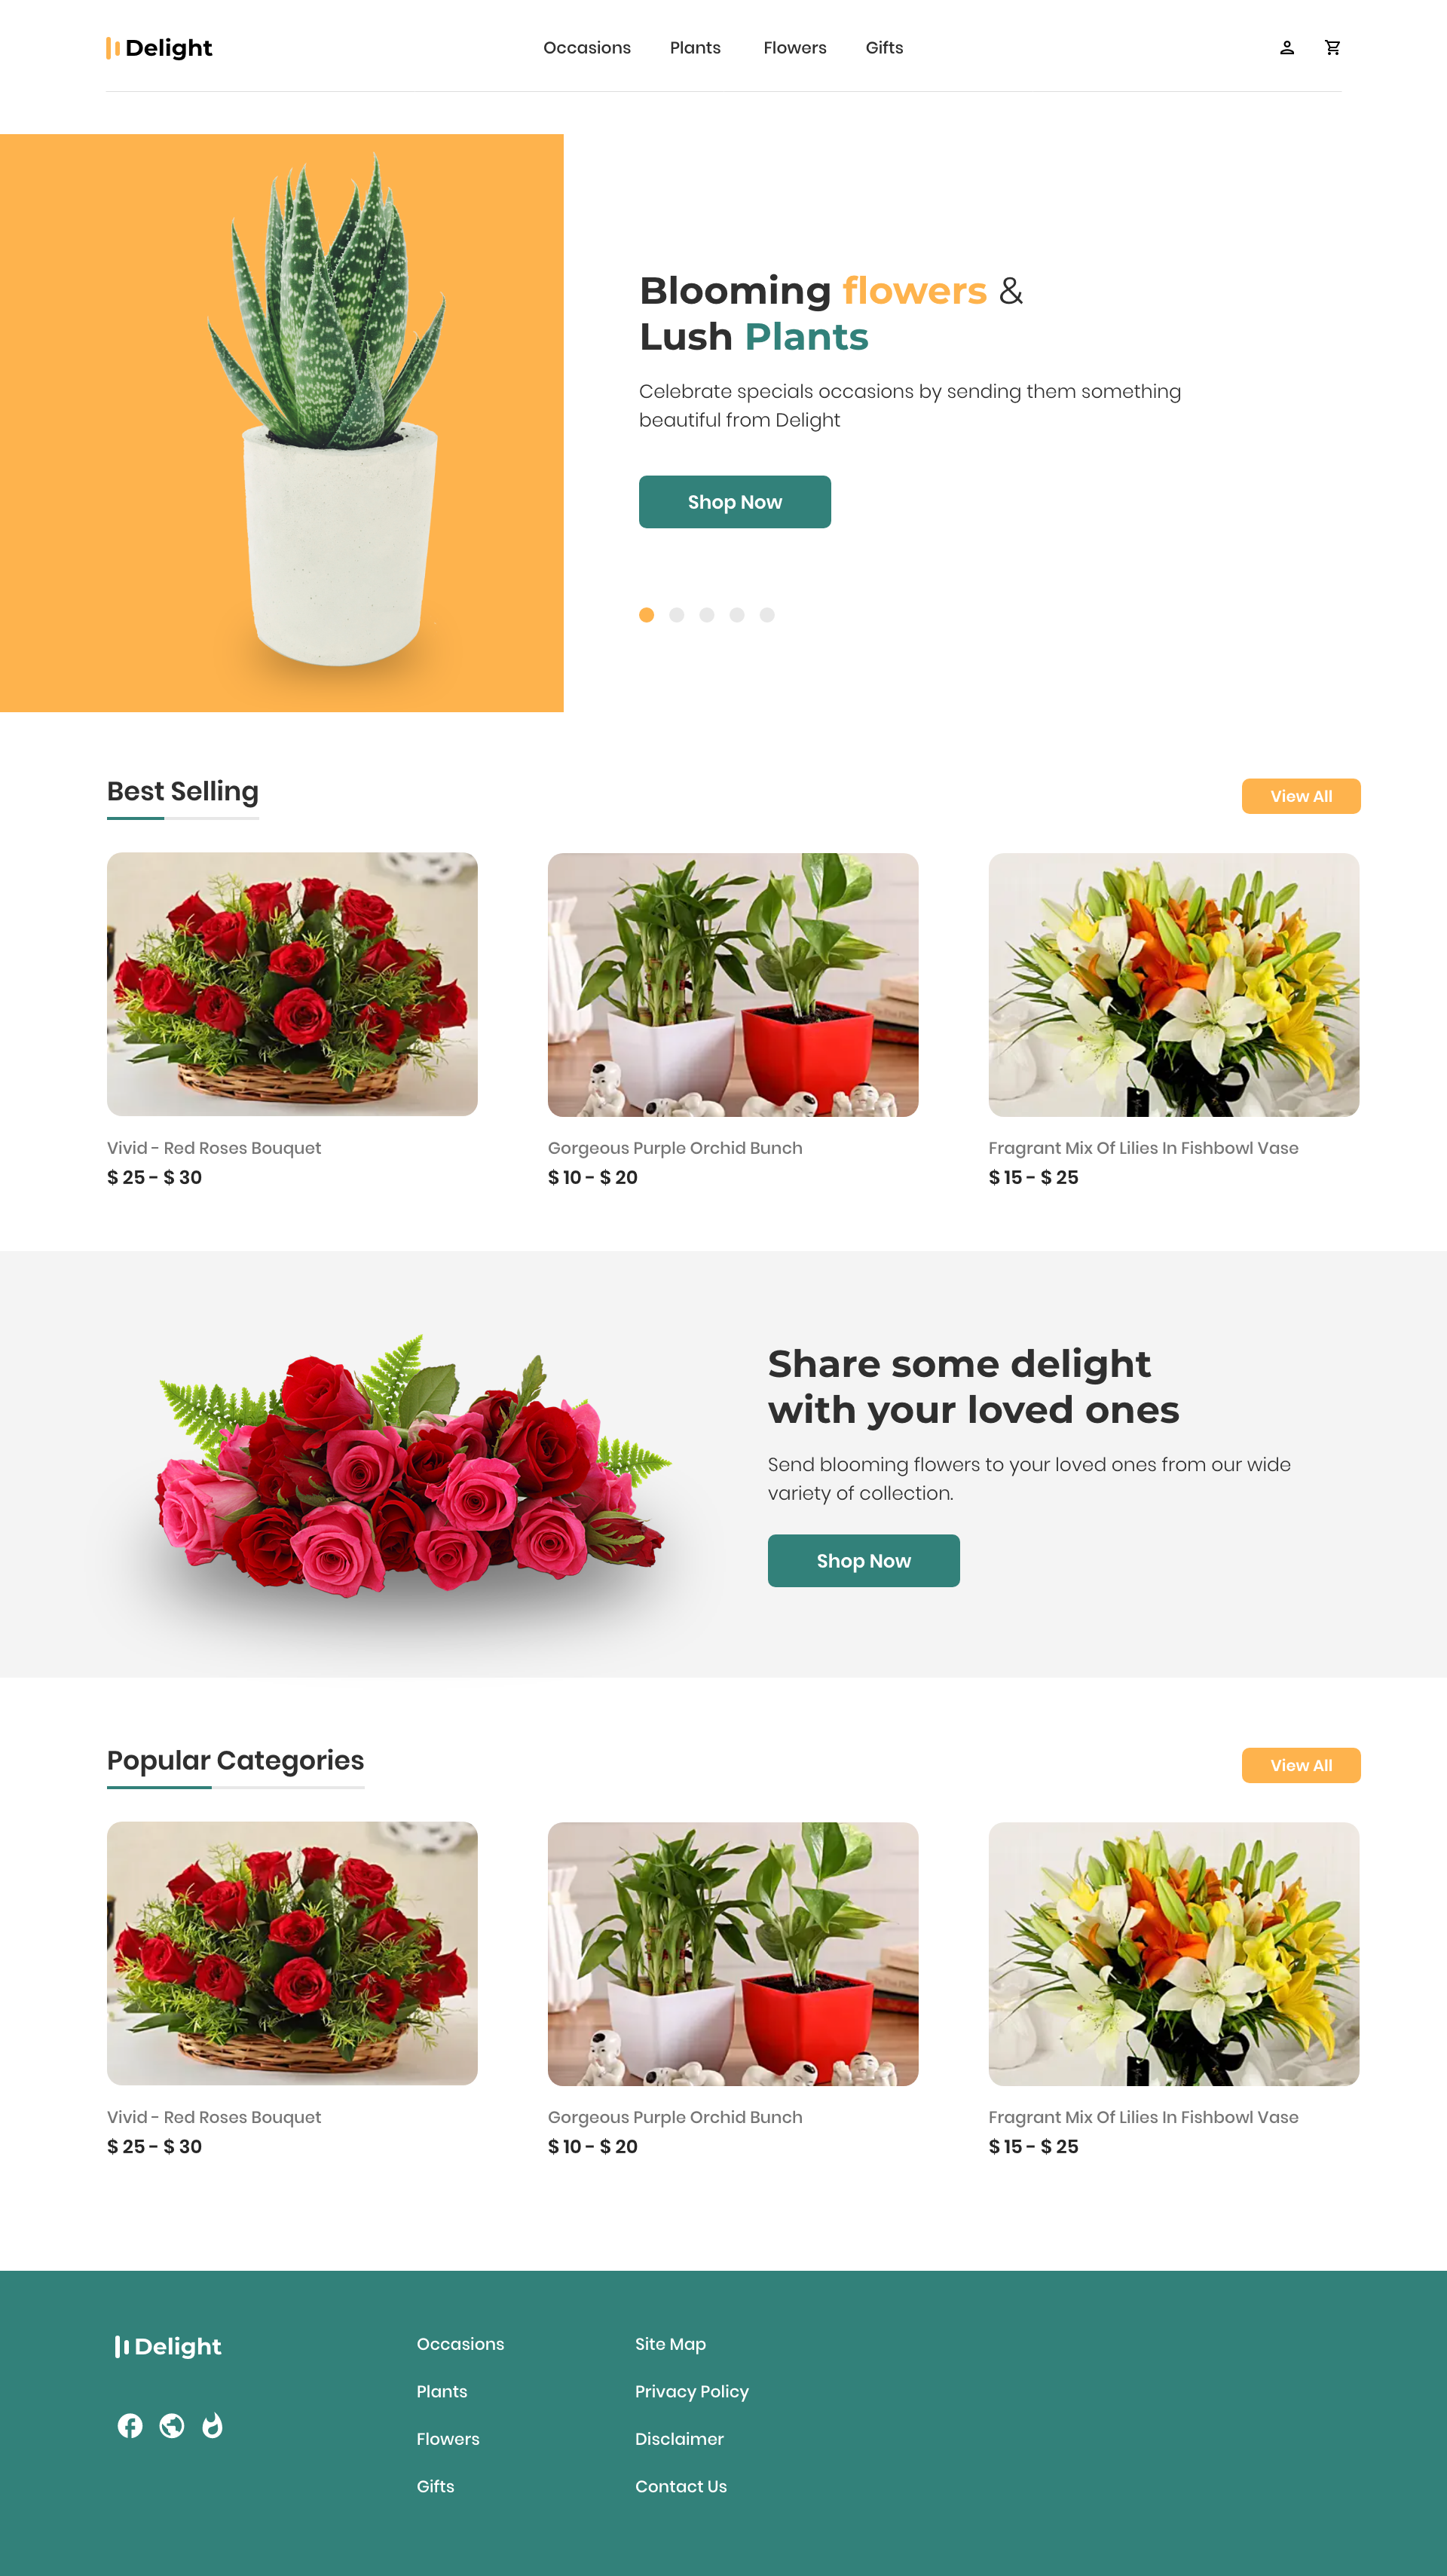 Delight
Occasions
Plants
Flowers
Gifts
Blooming flowers &
Lush Plants
Celebrate specials occasions by sending them something
beautiful from Delight
Shop Now
Best Selling
View All
Vivid - Red Roses Bouquet
$ 25 - $ 30
Gorgeous Purple Orchid Bunch
$ 10 - $ 20
Fragrant Mix Of Lilies In Fishbowl Vase
$ 15 - $ 25
Share some delight
with your loved ones
Send blooming flowers to your loved ones from our wide
variety of collection.
Shop Now
Popular Categories
View All
Vivid - Red Roses Bouquet
$ 25 - $ 30
Gorgeous Purple Orchid Bunch
$ 10 - $ 20
Fragrant Mix Of Lilies In Fishbowl Vase
$ 15 - $ 25
Delight
Occasions
Plants
Flowers
Gifts
Site Map
Privacy Policy
Disclaimer
Contact Us